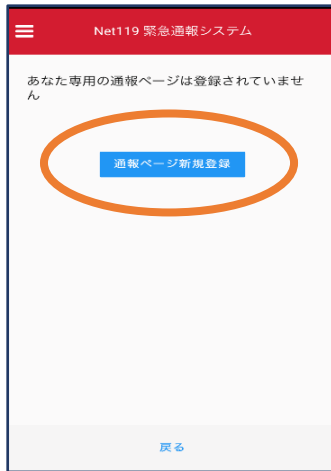 Net119 緊急通報システム
あなた専用の通報ページは登録されていませ
ん
通報ページ新規登録
戻る